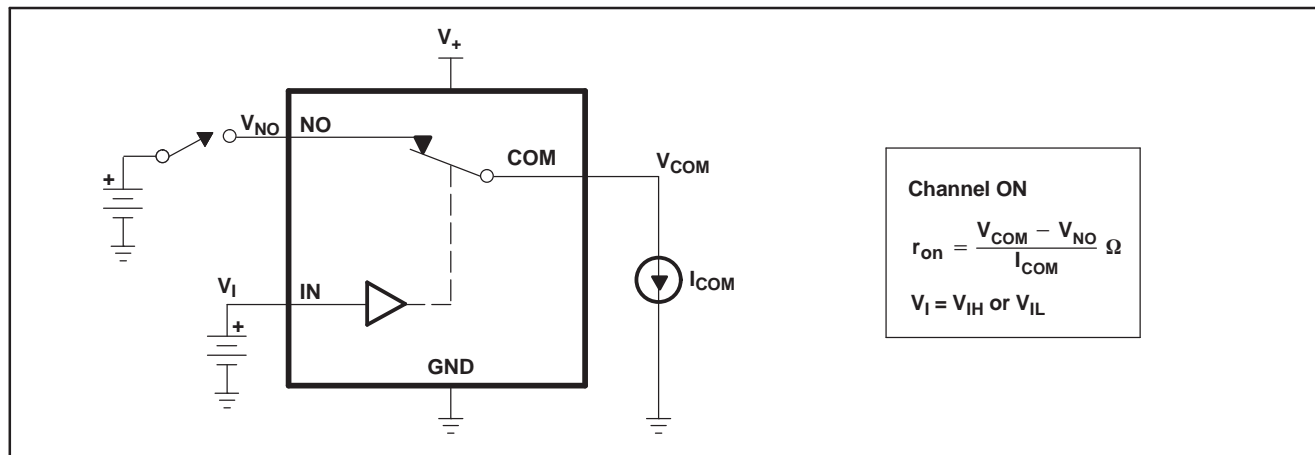 V+
VNO NO
COM
VCOM
+
ICOM
VI
IN
+
GND
Channel ON
ron = VCOM − VNO / ICOM Ω
VI = VIH or VIL